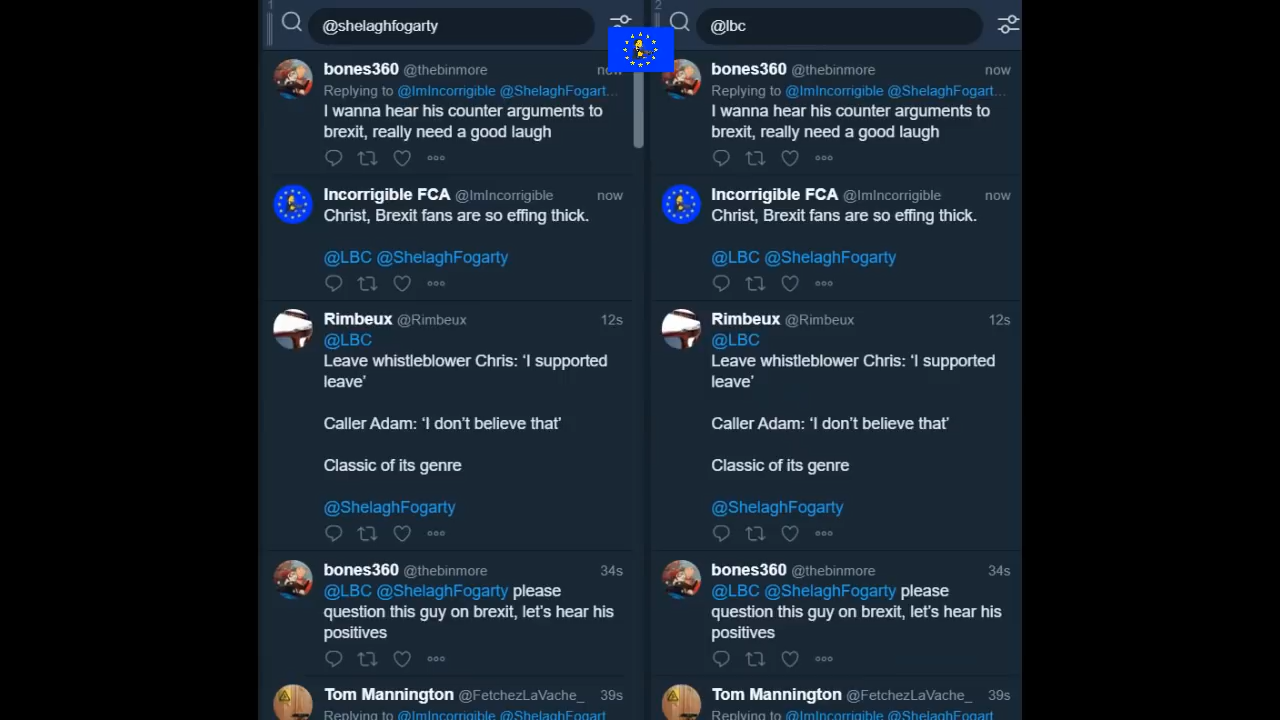 1
@shelaghfogarty
bones360 @thebinmore now
Replying to @ImIncorrigible @ShelaghFogart…
I wanna hear his counter arguments to
brexit, really need a good laugh
Incorrigible FCA @ImIncorrigible now
Christ, Brexit fans are so effing thick.
@LBC @ShelaghFogarty
Rimbeux @Rimbeux 12s
@LBC
Leave whistleblower Chris: ‘I supported
leave’
Caller Adam: ‘I don’t believe that’
Classic of its genre
@ShelaghFogarty
bones360 @thebinmore 34s
@LBC @ShelaghFogarty please
question this guy on brexit, let’s hear his
positives
Tom Mannington @FetchezLaVache_ 39s
Replying to @ImIncorrigible @ShelaghFogart
2
@lbc
bones360 @thebinmore now
Replying to @ImIncorrigible @ShelaghFogart…
I wanna hear his counter arguments to
brexit, really need a good laugh
Incorrigible FCA @ImIncorrigible now
Christ, Brexit fans are so effing thick.
@LBC @ShelaghFogarty
Rimbeux @Rimbeux 12s
@LBC
Leave whistleblower Chris: ‘I supported
leave’
Caller Adam: ‘I don’t believe that’
Classic of its genre
@ShelaghFogarty
bones360 @thebinmore 34s
@LBC @ShelaghFogarty please
question this guy on brexit, let’s hear his
positives
Tom Mannington @FetchezLaVache_ 39s
Replying to @ImIncorrigible @ShelaghFogart